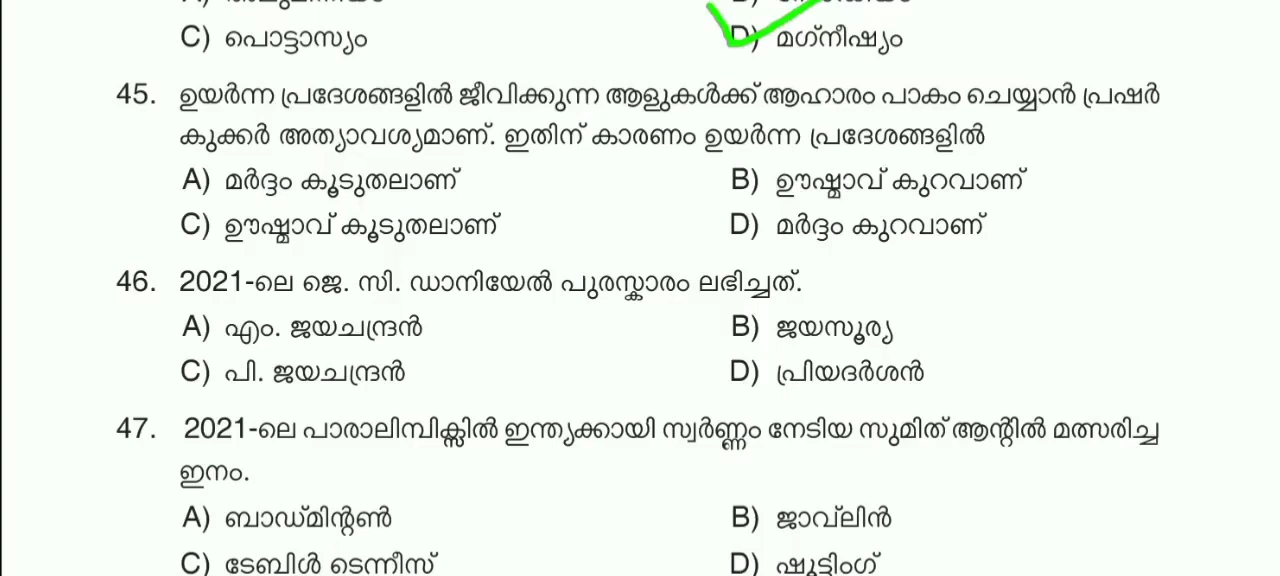 C) പൊട്ടാസ്യം D) മഗ്നീഷ്യം
45. ഉയർന്ന പ്രദേശങ്ങളിൽ ജീവിക്കുന്ന ആളുകൾക്ക് ആഹാരം പാകം ചെയ്യാൻ പ്രഷർ
കുക്കർ അത്യാവശ്യമാണ്. ഇതിന് കാരണം ഉയർന്ന പ്രദേശങ്ങളിൽ
A) മർദ്ദം കൂടുതലാണ് B) ഊഷ്മാവ് കുറവാണ്
C) ഊഷ്മാവ് കൂടുതലാണ് D) മർദ്ദം കുറവാണ്
46. 2021-ലെ ജെ. സി. ഡാനിയേൽ പുരസ്കാരം ലഭിച്ചത്.
A) എം. ജയചന്ദ്രൻ B) ജയസൂര്യ
C) പി. ജയചന്ദ്രൻ D) പ്രിയദർശൻ
47. 2021-ലെ പാരാലിമ്പിക്സിൽ ഇന്ത്യക്കായി സ്വർണ്ണം നേടിയ സുമിത് ആന്റിൽ മത്സരിച്ച
ഇനം.
A) ബാഡ്മിന്റൺ B) ജാവ്ലിൻ
C) ടേബിൾ ടെന്നീസ് D) ഷൂട്ടിംഗ്